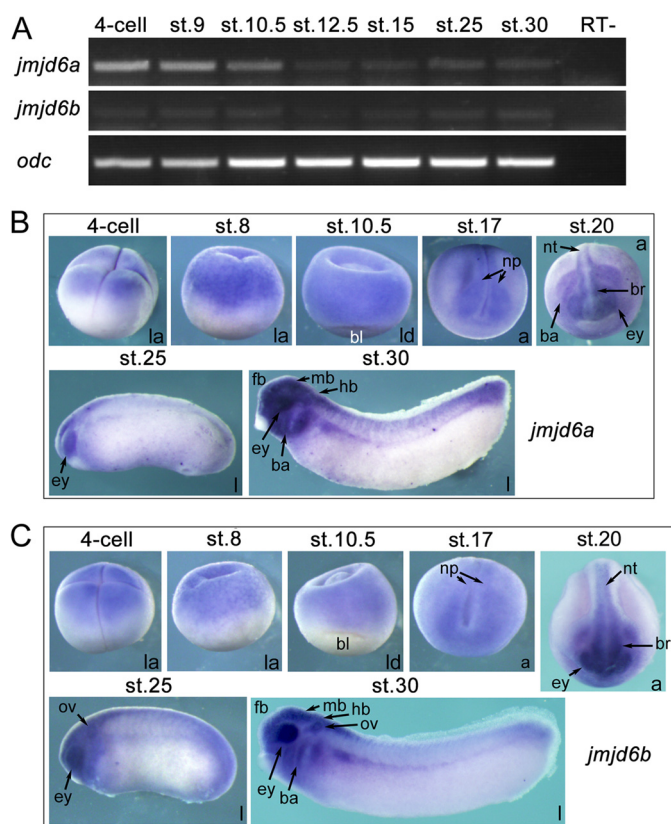 A
4-cell st.9 st.10.5 st.12.5 st.15 st.25 st.30 RT-
jmjd6a
jmjd6b
odc
B
4-cell st.8 st.10.5 st.17 st.20
la la bl ld np a nt a br ba ey
st.25 st.30
ey l fb mb hb ey ba l
jmjd6a
C
4-cell st.8 st.10.5 st.17 st.20
la la bl ld np a nt br ey a
st.25 st.30
ov ey l fb mb hb ov ey ba l
jmjd6b